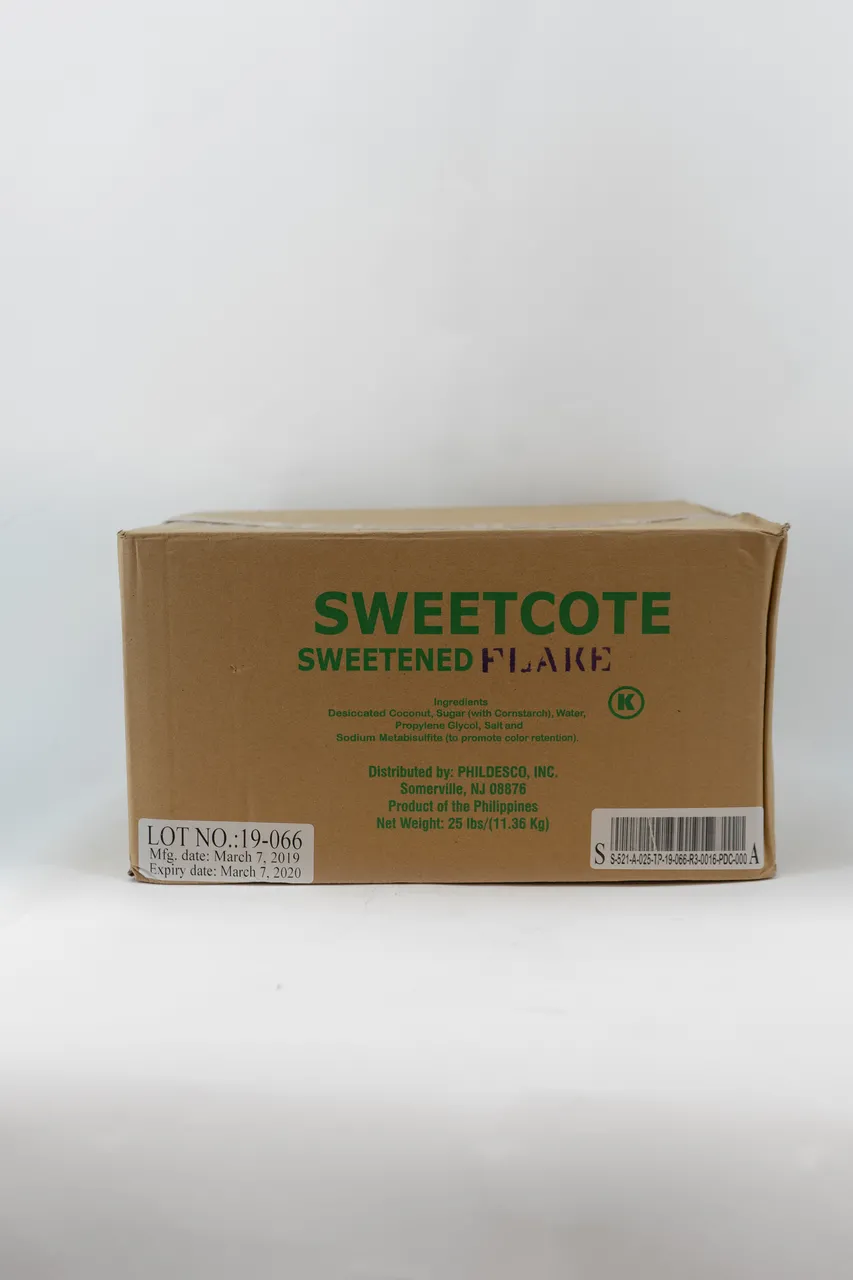 SWEETCOTE
SWEETENED FLAKE
K
Ingredients
Desiccated Coconut, Sugar (with Cornstarch), Water,
Propylene Glycol, Salt and
Sodium Metabisulfite (to promote color retention).
Distributed by: PHILDESCO, INC.
Somerville, NJ 08876
Product of the Philippines
Net Weight: 25 lbs/(11.36 Kg)
LOT NO.:19-066
Mfg. date: March 7, 2019
Expiry date: March 7, 2020
S S-521-A-025-TP-19-066-R3-0016-PDC-000 A